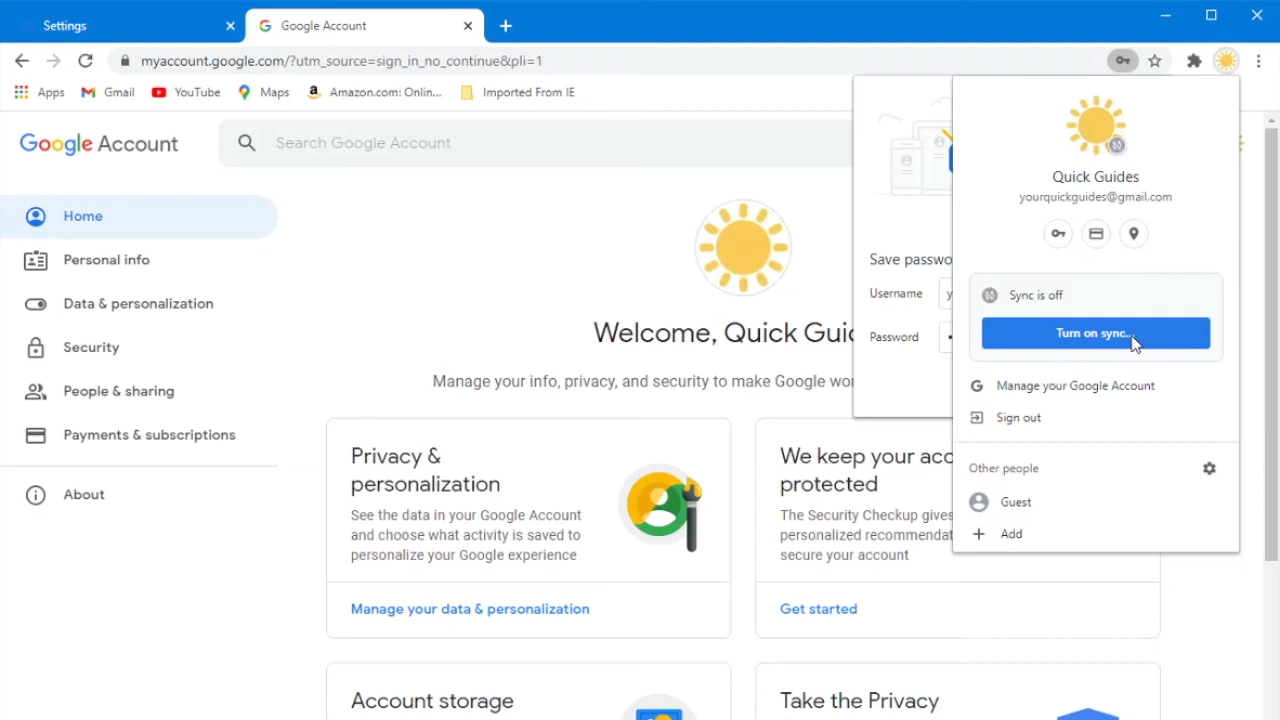 Settings
Google Account
myaccount.google.com/?utm_source=sign_in_no_continue&pli=1
Apps
Gmail
YouTube
Maps
Amazon.com: Onlin...
Imported From IE
Google Account
Search Google Account
Home
Personal info
Data & personalization
Security
People & sharing
Payments & subscriptions
About
Welcome, Quick Guid
Manage your info, privacy, and security to make Google wor
Privacy &
personalization
See the data in your Google Account
and choose what activity is saved to
personalize your Google experience
Manage your data & personalization
We keep your acc
protected
The Security Checkup gives
personalized recommendat
secure your account
Get started
Account storage
Take the Privacy
Save passwo
Username
y
Password
Quick Guides
yourquickguides@gmail.com
Sync is off
Turn on sync...
Manage your Google Account
Sign out
Other people
Guest
Add